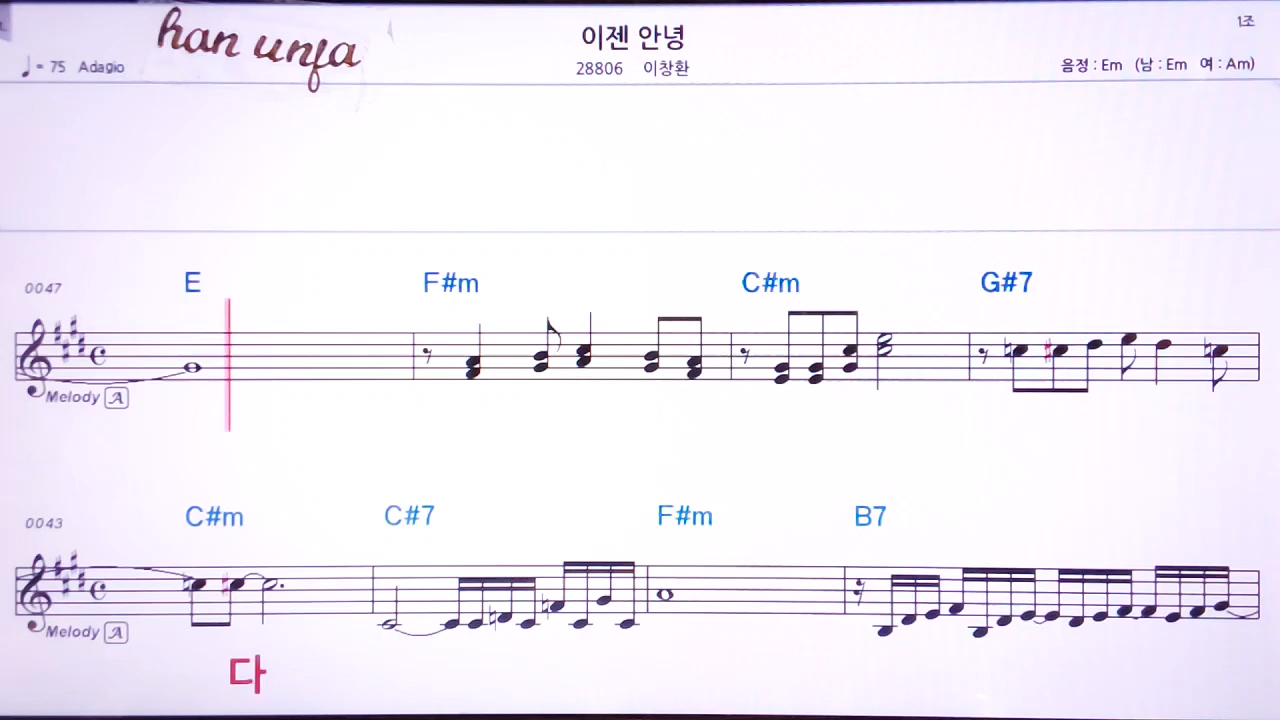 han unfa
이젠 안녕
1조
♩= 75 Adagio
28806 이창환
음정 : Em (남 : Em 여 : Am)
0047
E F#m C#m G#7
Melody A
0043
C#m C#7 F#m B7
Melody A
다